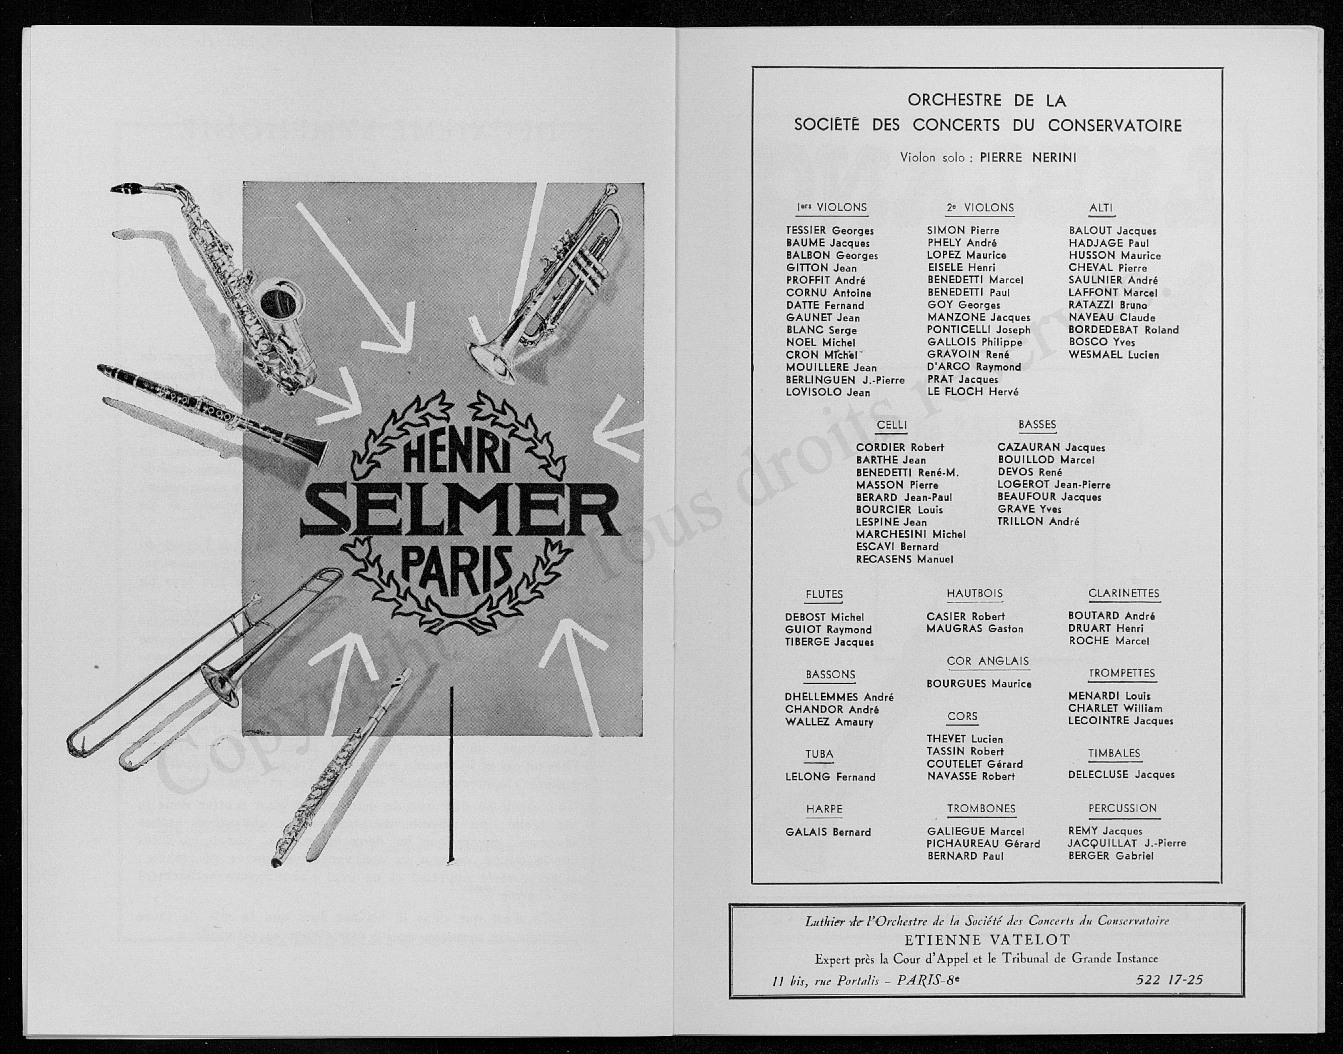 HENRI
SELMER
PARIS
ORCHESTRE DE LA
SOCIÉTÉ DES CONCERTS DU CONSERVATOIRE
Violon solo : PIERRE NERINI
1ers VIOLONS
TESSIER Georges
BAUME Jacques
BALBON Georges
GITTON Jean
PROFFIT André
CORNU Antoine
DATTE Fernand
GAUNET Jean
BLANC Serge
NOEL Michel
CRON Michel
MOUILLERE Jean
BERLINGUEN J.-Pierre
LOVISOLO Jean
2e VIOLONS
SIMON Pierre
PHELY André
LOPEZ Maurice
EISELE Henri
BENEDETTI Marcel
BENEDETTI Paul
GOY Georges
MANZONE Jacques
PONTICELLI Joseph
GALLOIS Philippe
GRAVOIN René
D'ARCO Raymond
PRAT Jacques
LE FLOCH Hervé
ALTI
BALOUT Jacques
HADJAGE Paul
HUSSON Maurice
CHEVAL Pierre
SAULNIER André
LAFFONT Marcel
RATAZZI Bruno
NAVEAU Claude
BORDEDEBAT Roland
BOSCO Yves
WESMAEL Lucien
CELLI
CORDIER Robert
BARTHE Jean
BENEDETTI René-M.
MASSON Pierre
BERARD Jean-Paul
BOURCIER Louis
LESPINE Jean
MARCHESINI Michel
ESCAVI Bernard
RECASENS Manuel
BASSES
CAZAURAN Jacques
BOUILLOD Marcel
DEVOS René
LOGEROT Jean-Pierre
BEAUFOUR Jacques
GRAVE Yves
TRILLON André
FLUTES
DEBOST Michel
GUIOT Raymond
TIBERGE Jacques
HAUTBOIS
CASIER Robert
MAUGRAS Gaston
CLARINETTES
BOUTARD André
DRUART Henri
ROCHE Marcel
BASSONS
DHELLEMMES André
CHANDOR André
WALLEZ Amaury
COR ANGLAIS
BOURGUES Maurice
TROMPETTES
MENARDI Louis
CHARLET William
LECOINTRE Jacques
CORS
THEVET Lucien
TASSIN Robert
COUTELET Gérard
NAVASSE Robert
TUBA
LELONG Fernand
TIMBALES
DELECLUSE Jacques
HARPE
GALAIS Bernard
TROMBONES
GALIEGUE Marcel
PICHAUREAU Gérard
BERNARD Paul
PERCUSSION
REMY Jacques
JACQUILLAT J.-Pierre
BERGER Gabriel
Luthier de l'Orchestre de la Société des Concerts du Conservatoire
ETIENNE VATELOT
Expert près la Cour d'Appel et le Tribunal de Grande Instance
11 bis, rue Portalis – PARIS-8e 522 17-25
Tous droits